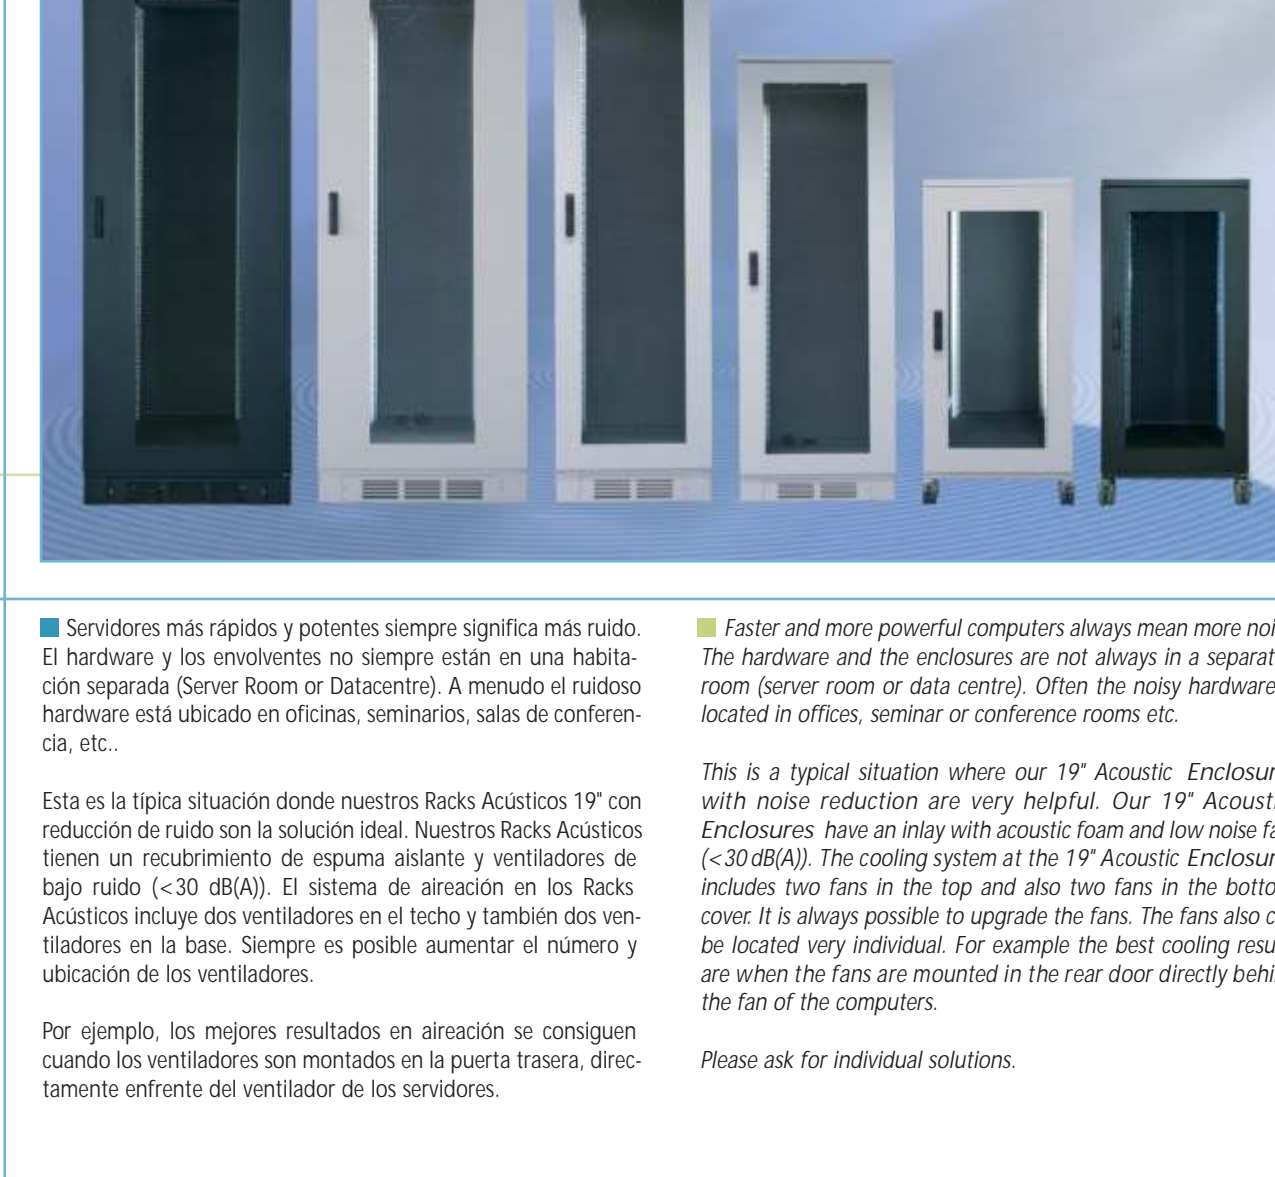 Servidores más rápidos y potentes siempre significa más ruido.
El hardware y los envolventes no siempre están en una habita-
ción separada (Server Room or Datacentre). A menudo el ruidoso
hardware está ubicado en oficinas, seminarios, salas de conferen-
cia, etc..
Esta es la típica situación donde nuestros Racks Acústicos 19" con
reducción de ruido son la solución ideal. Nuestros Racks Acústicos
tienen un recubrimiento de espuma aislante y ventiladores de
bajo ruido (<30 dB(A)). El sistema de aireación en los Racks
Acústicos incluye dos ventiladores en el techo y también dos ven-
tiladores en la base. Siempre es posible aumentar el número y
ubicación de los ventiladores.
Por ejemplo, los mejores resultados en aireación se consiguen
cuando los ventiladores son montados en la puerta trasera, direc-
tamente enfrente del ventilador de los servidores.
Faster and more powerful computers always mean more
The hardware and the enclosures are not always in a
room (server room or data centre). Often the noisy hardware
located in offices, seminar or conference rooms etc.
This is a typical situation where our 19" Acoustic
with noise reduction are very helpful. Our 19"
Enclosures have an inlay with acoustic foam and low noise
(<30 dB(A)). The cooling system at the 19" Acoustic
includes two fans in the top and also two fans in the
cover. It is always possible to upgrade the fans. The fans also
be located very individual. For example the best cooling
are when the fans are mounted in the rear door directly
the fan of the computers.
Please ask for individual solutions.